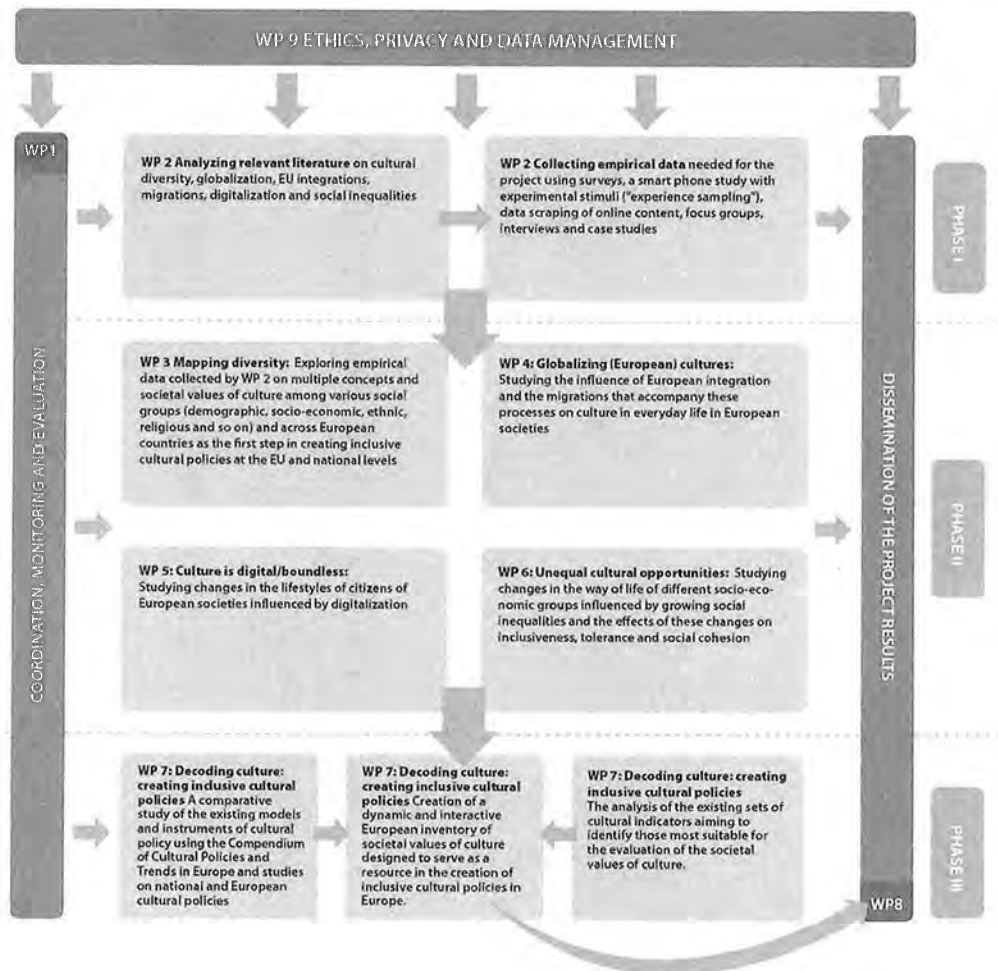 WP 9 ETHICS, PRIVACY AND DATA MANAGEMENT
WP1
COORDINATION, MONITORING AND EVALUATION
WP 2 Analyzing relevant literature on cultural
diversity, globalization, EU integrations,
migrations, digitalization and social inequalities
WP 2 Collecting empirical data needed for the
project using surveys, a smart phone study with
experimental stimuli ("experience sampling"),
data scraping of online content, focus groups,
interviews and case studies
PHASE I
WP 3 Mapping diversity: Exploring empirical
data collected by WP 2 on multiple concepts and
societal values of culture among various social
groups (demographic, socio-economic, ethnic,
religious and so on) and across European
countries as the first step in creating inclusive
cultural policies at the EU and national levels
WP 4: Globalizing (European) cultures:
Studying the influence of European integration
and the migrations that accompany these
processes on culture in everyday life in European
societies
WP 5: Culture is digital/boundless:
Studying changes in the lifestyles of citizens of
European societies influenced by digitalization
WP 6: Unequal cultural opportunities: Studying
changes in the way of life of different socio-eco-
nomic groups influenced by growing social
inequalities and the effects of these changes on
inclusiveness, tolerance and social cohesion
PHASE II
WP 7: Decoding culture:
creating inclusive cultural
policies A comparative
study of the existing models
and instruments of cultural
policy using the Compendium
of Cultural Policies and
Trends in Europe and studies
on national and European
cultural policies
WP 7: Decoding culture:
creating inclusive cultural
policies Creation of a
dynamic and interactive
European inventory of
societal values of culture
designed to serve as a
resource in the creation of
inclusive cultural policies in
Europe.
WP 7: Decoding culture: creating
inclusive cultural policies
The analysis of the existing sets of
cultural indicators aiming to
identify those most suitable for
the evaluation of the societal
values of culture.
PHASE III
DISSEMINATION OF THE PROJECT RESULTS
WP8